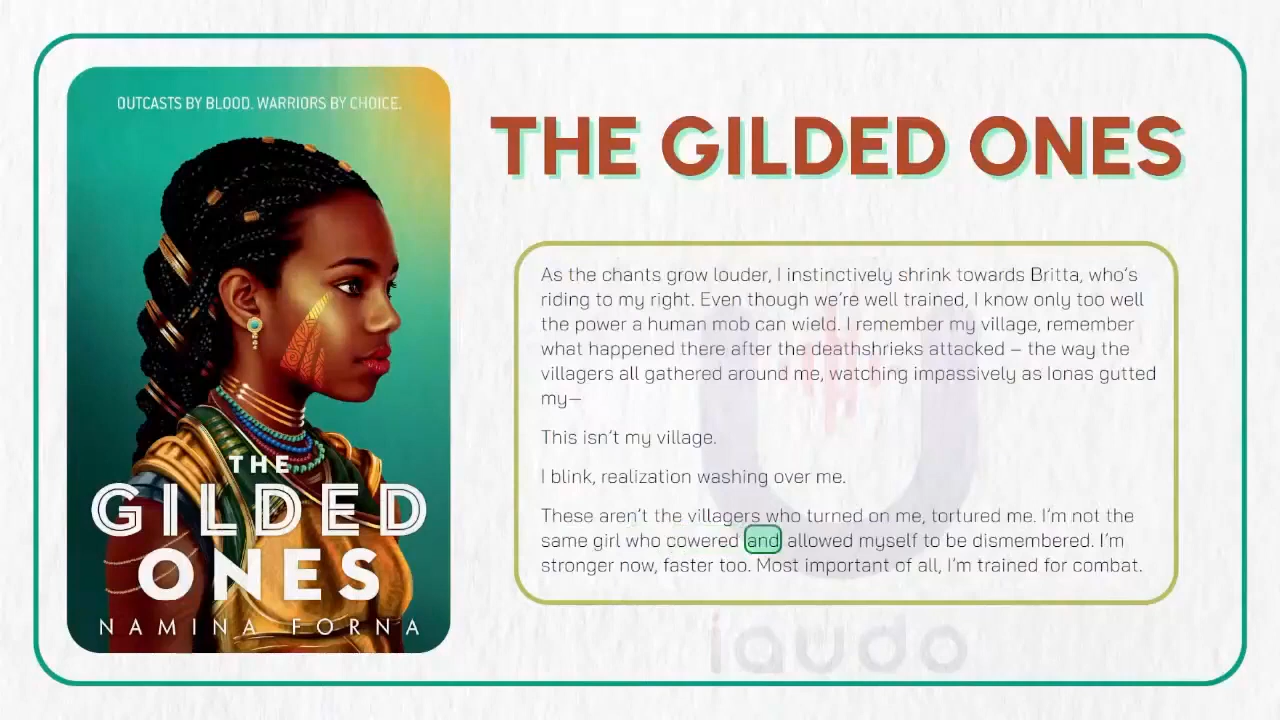 OUTCASTS BY BLOOD. WARRIORS BY CHOICE.
THE
GILDED
ONES
NAMINA FORNA
THE GILDED ONES
As the chants grow louder, I instinctively shrink towards Britta, who's
riding to my right. Even though we're well trained, I know only too well
the power a human mob can wield. I remember my village, remember
what happened there after the deathshrieks attacked – the way the
villagers all gathered around me, watching impassively as Ionas gutted
my—
This isn't my village.
I blink, realization washing over me.
These aren't the villagers who turned on me, tortured me. I'm not the
same girl who cowered and allowed myself to be dismembered. I'm
stronger now, faster too. Most important of all, I'm trained for combat.
iaudo